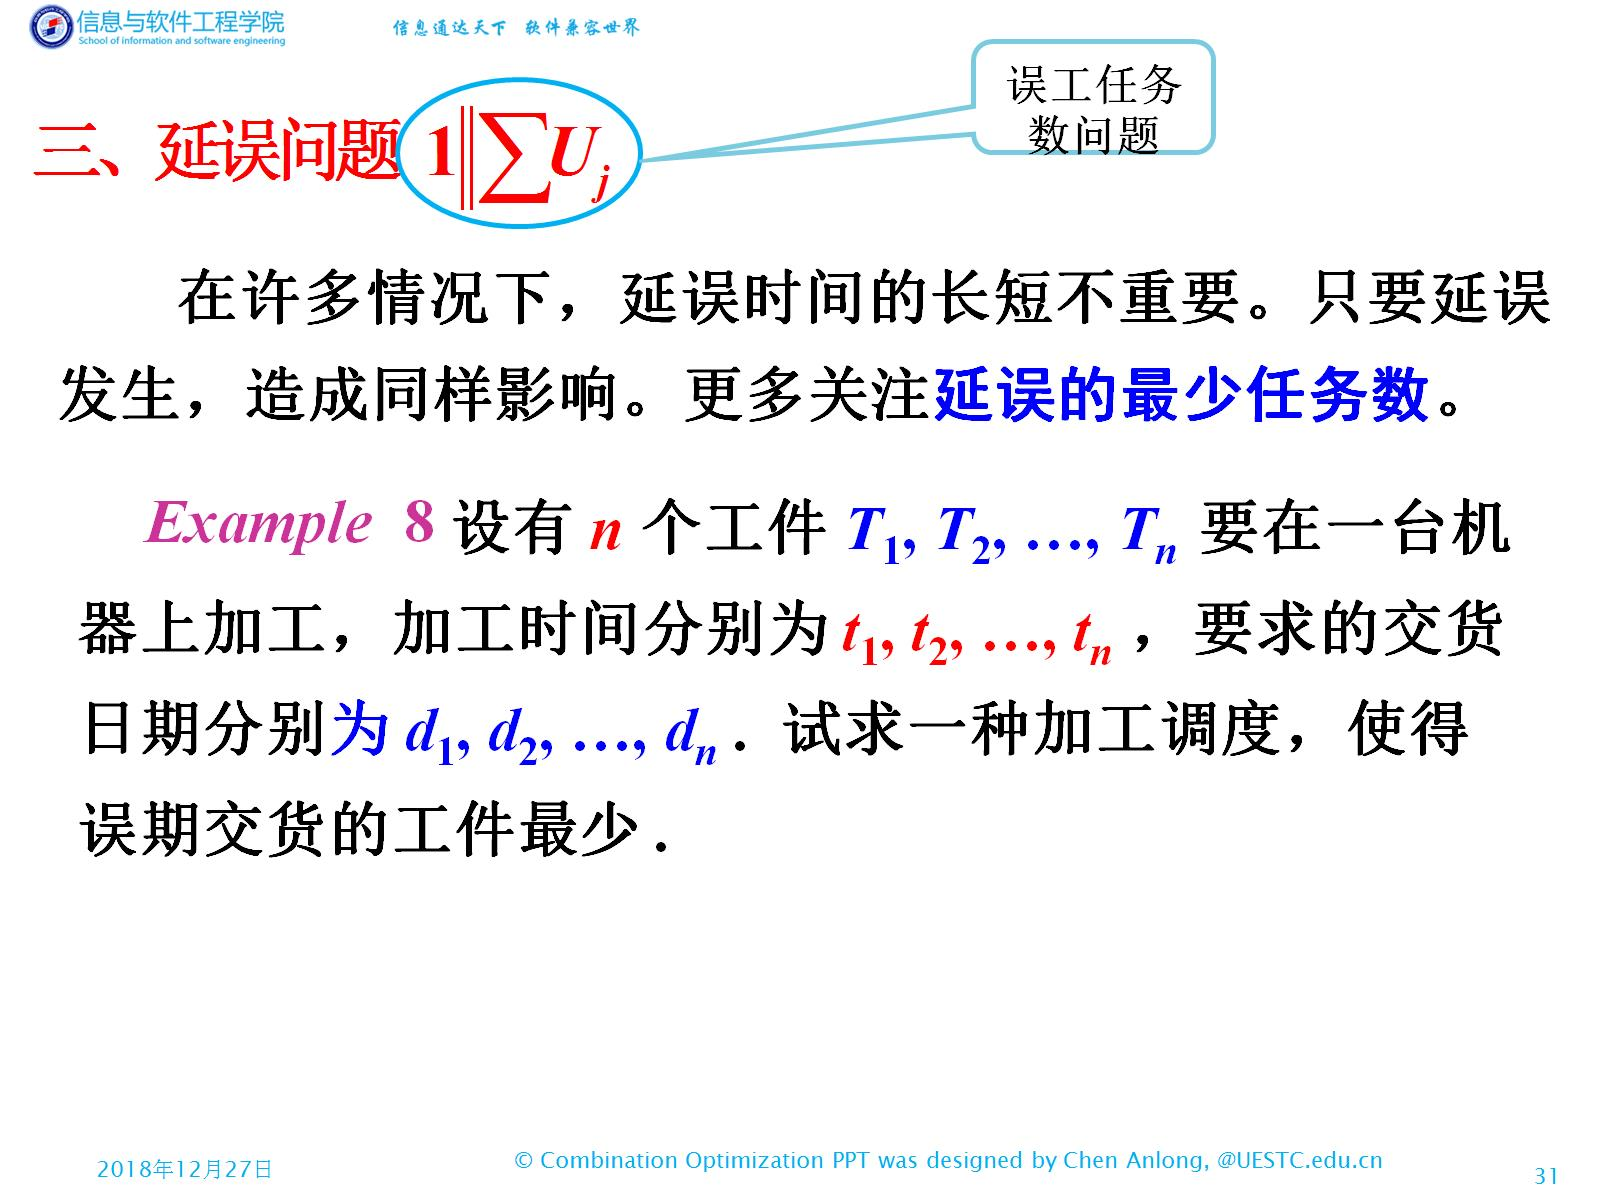 信息与软件工程学院
School of information and software engineering
信息通达天下 软件兼容世界
误工任务
数问题
三、延误问题 1||∑Uj
在许多情况下，延误时间的长短不重要。只要延误
发生，造成同样影响。更多关注延误的最少任务数。
Example 8 设有 n 个工件 T1, T2, …, Tn 要在一台机
器上加工，加工时间分别为 t1, t2, …, tn ，要求的交货
日期分别为 d1, d2, …, dn . 试求一种加工调度，使得
误期交货的工件最少 .
2018年12月27日
© Combination Optimization PPT was designed by Chen Anlong, @UESTC.edu.cn
31